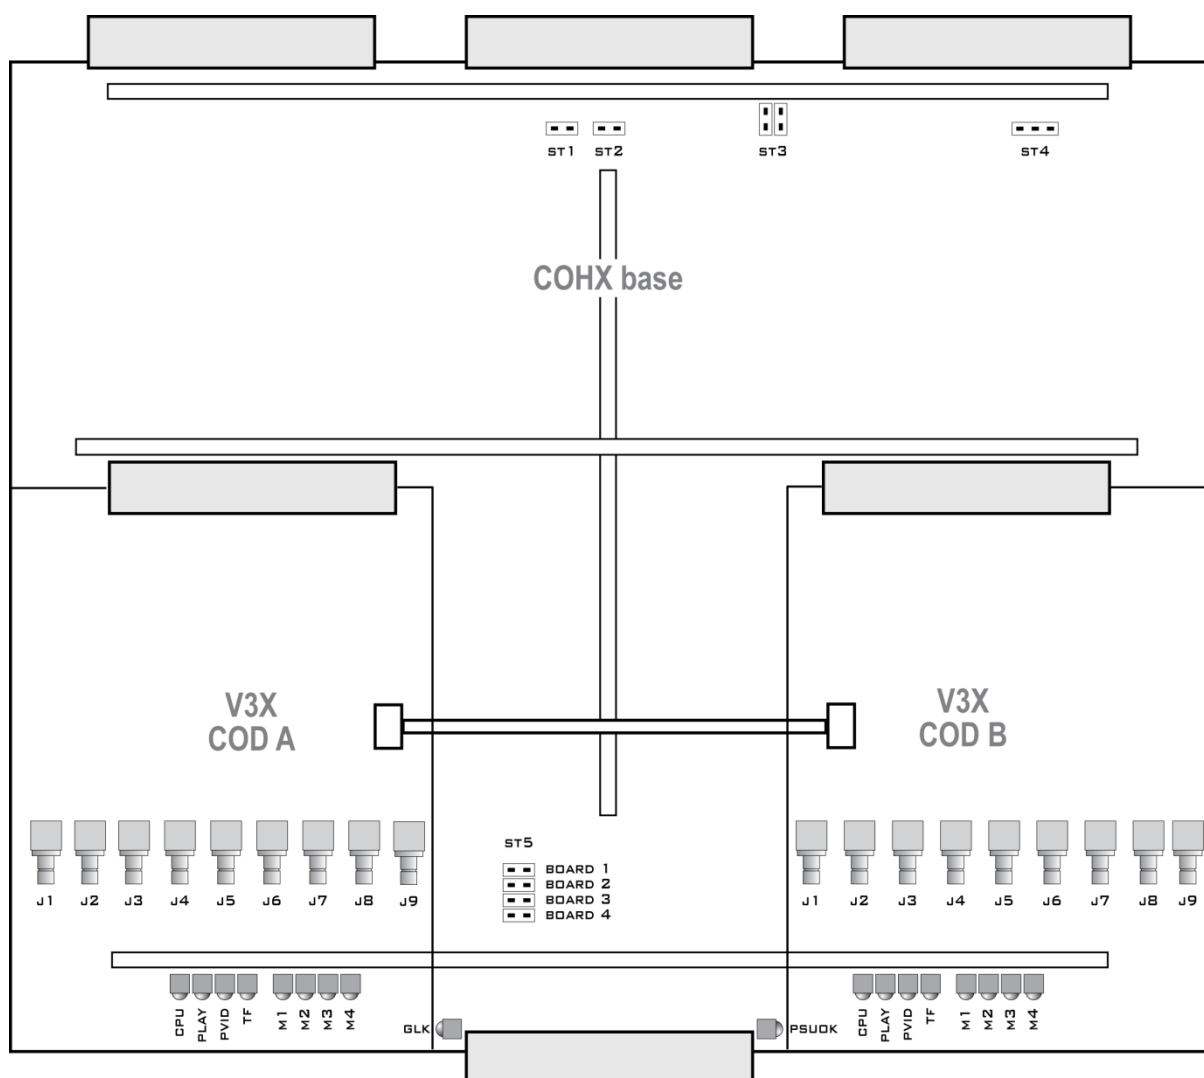 ST1 ST2 ST3 ST4
COHX base
V3X
COD A
V3X
COD B
ST5
BOARD 1
BOARD 2
BOARD 3
BOARD 4
J1 J2 J3 J4 J5 J6 J7 J8 J9
J1 J2 J3 J4 J5 J6 J7 J8 J9
CPU PLAY PVID TF M1 M2 M3 M4
CPU PLAY PVID TF M1 M2 M3 M4
GLK
PSUOK